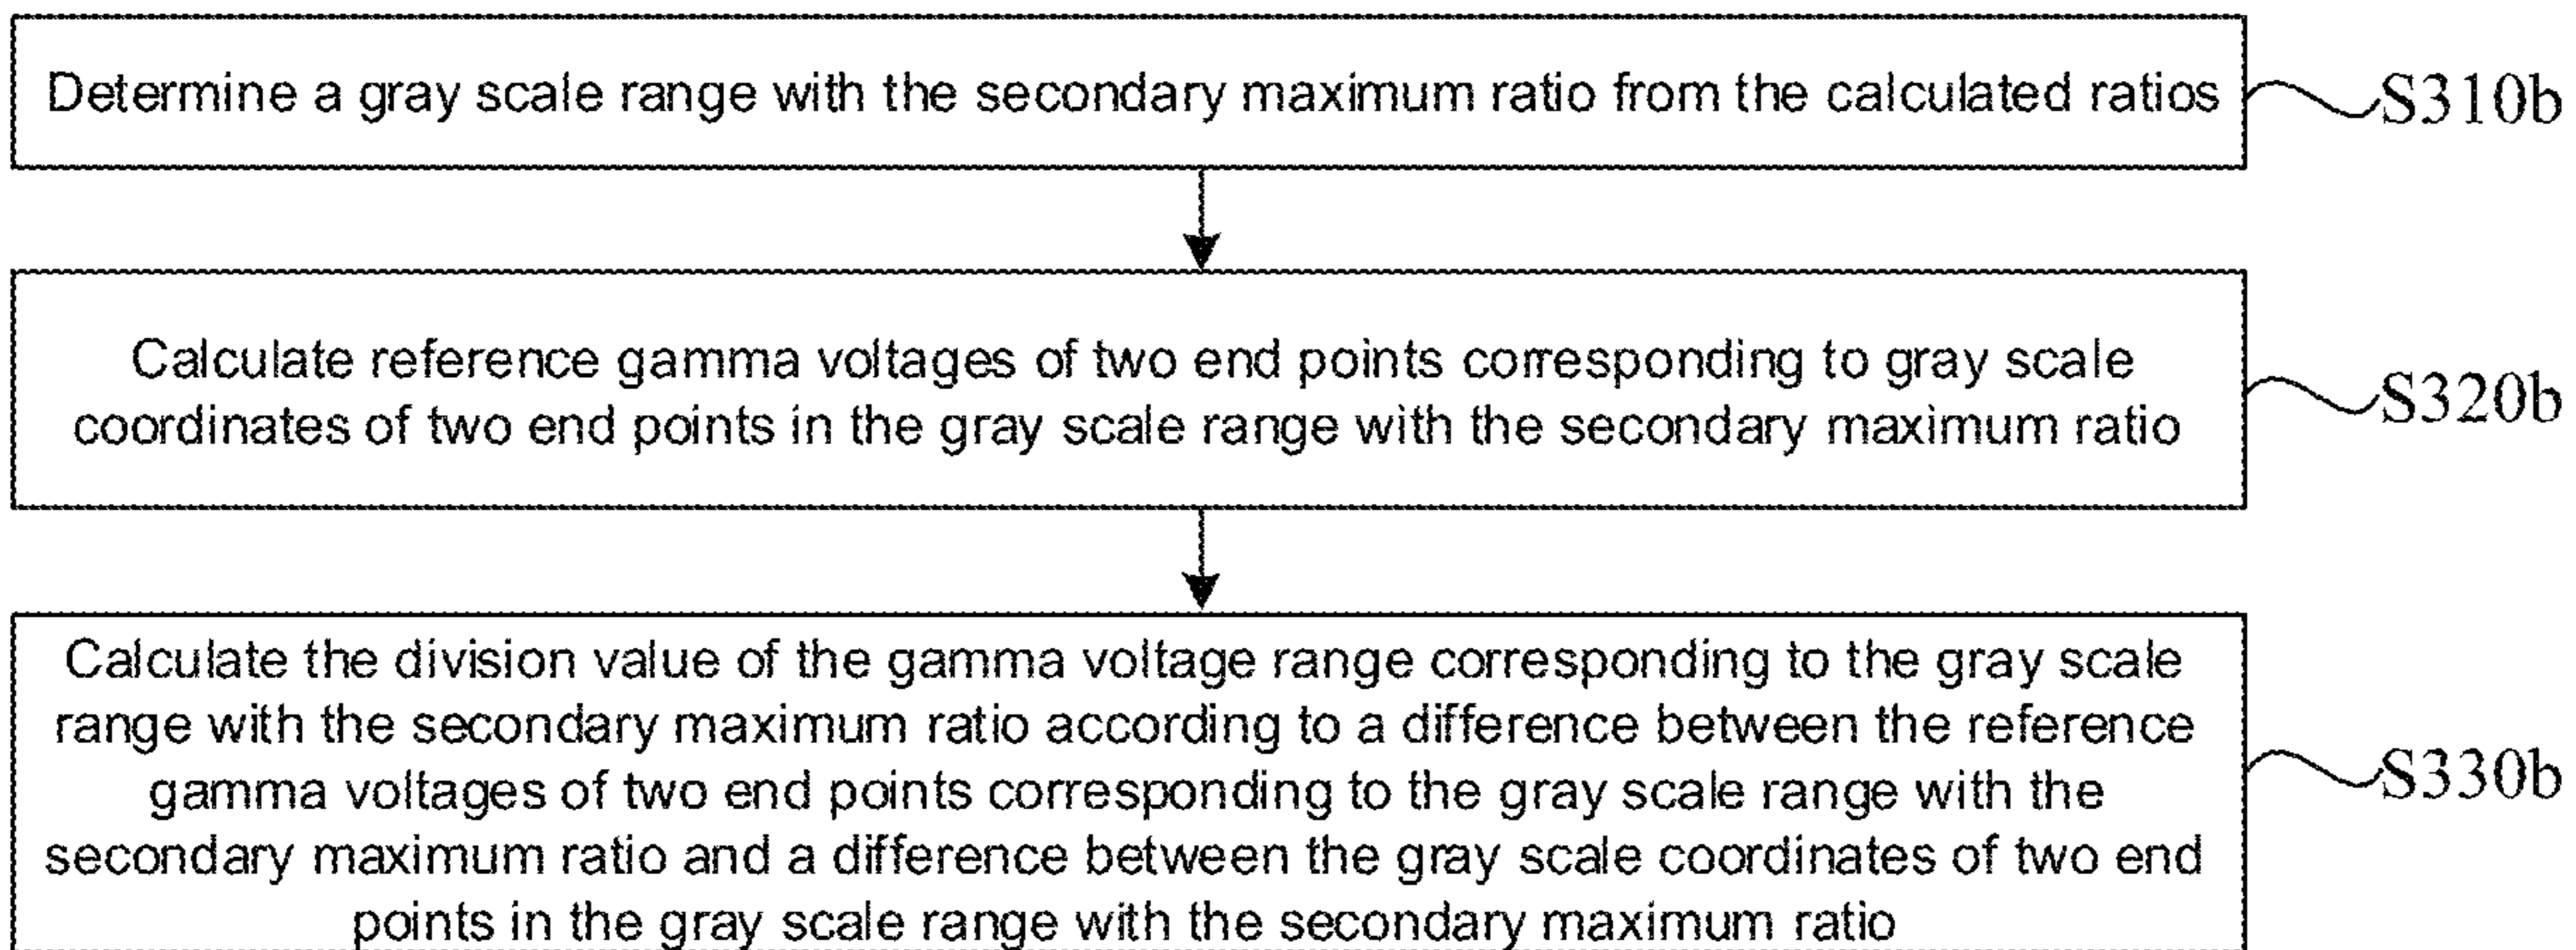 Determine a gray scale range with the secondary maximum ratio from the calculated ratios
S310b
Calculate reference gamma voltages of two end points corresponding to gray scale
coordinates of two end points in the gray scale range with the secondary maximum ratio
S320b
Calculate the division value of the gamma voltage range corresponding to the gray scale
range with the secondary maximum ratio according to a difference between the reference
gamma voltages of two end points corresponding to the gray scale range with the
secondary maximum ratio and a difference between the gray scale coordinates of two end
points in the gray scale range with the secondary maximum ratio
S330b